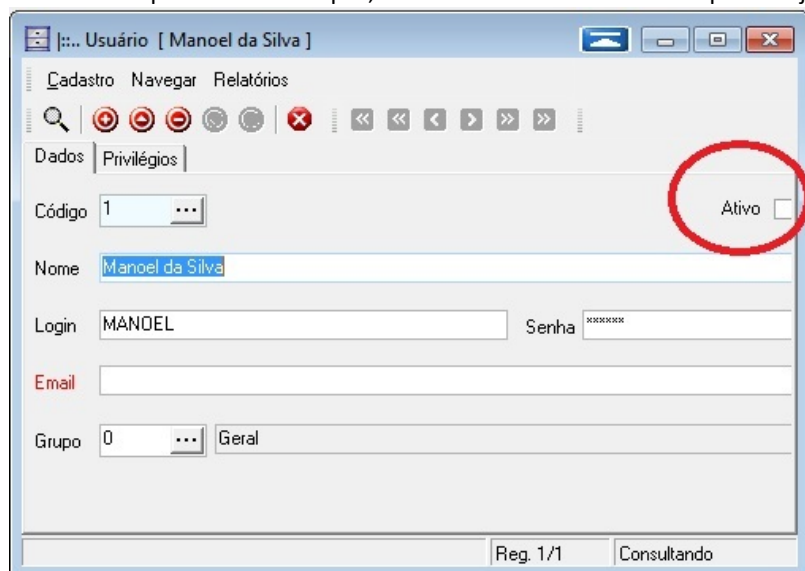 |::.. Usuário [ Manoel da Silva ]
Cadastro Navegar Relatórios
Dados Privilégios
Código 1 ... Ativo
Nome Manoel da Silva
Login MANOEL Senha ××××××
Email
Grupo 0 ... Geral
Reg. 1/1 Consultando